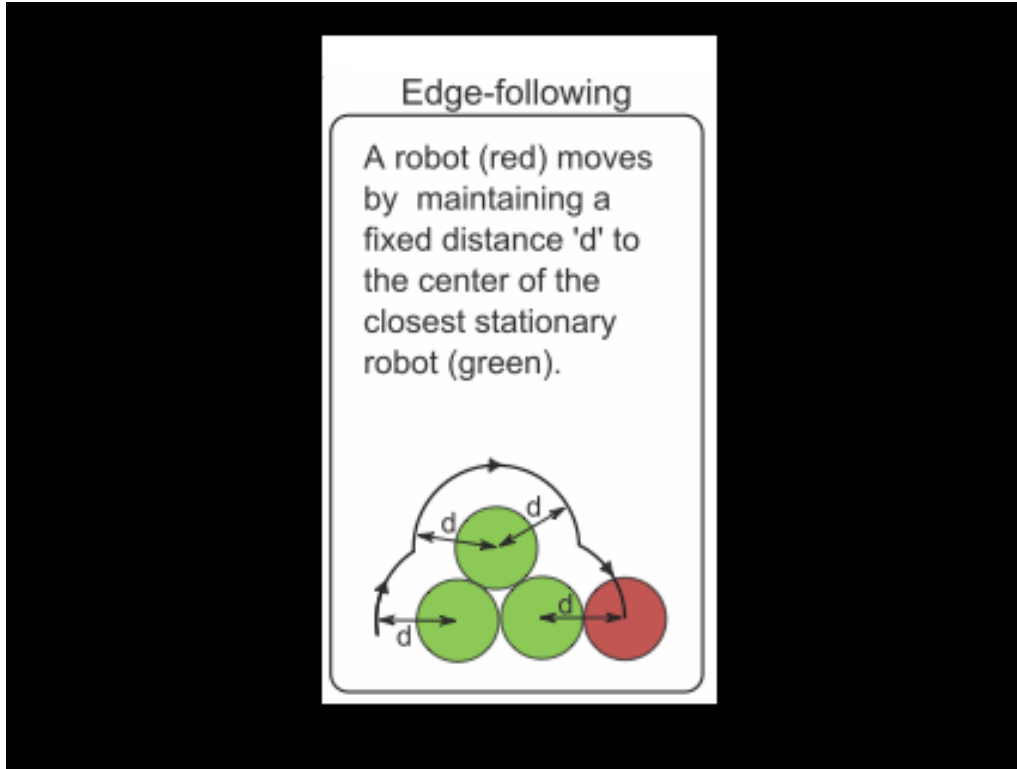 Edge-following
A robot (red) moves
by maintaining a
fixed distance 'd' to
the center of the
closest stationary
robot (green).
d
d
d
d